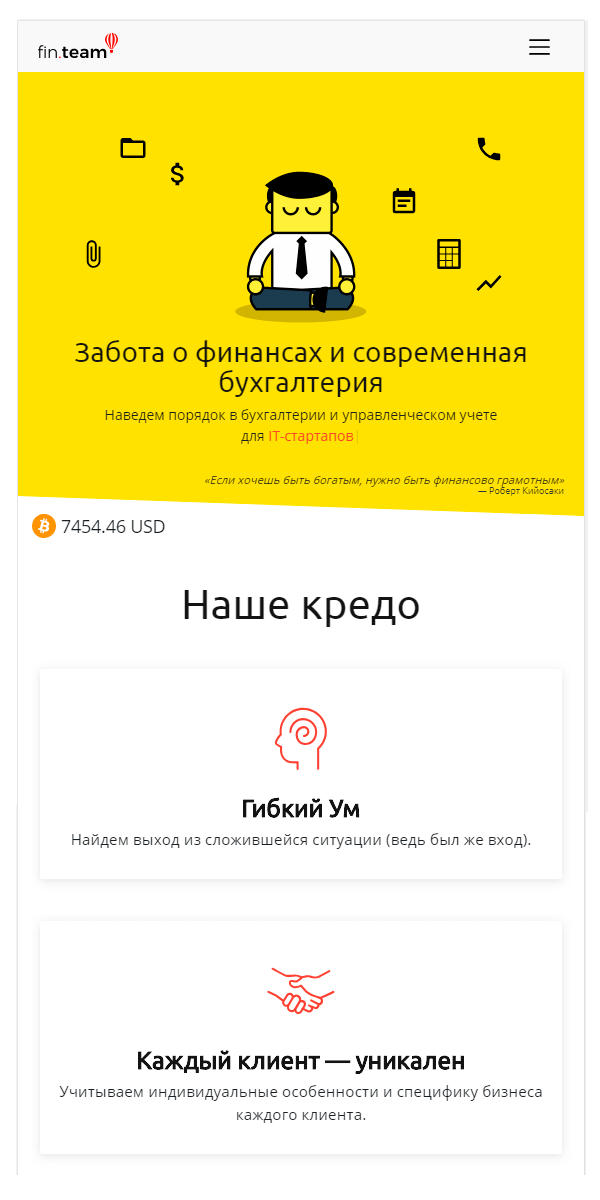 fin.team
$
Забота о финансах и современная
бухгалтерия
Наведем порядок в бухгалтерии и управленческом учете
для IT-стартапов
«Если хочешь быть богатым, нужно быть финансово грамотным»
— Роберт Кийосаки
7454.46 USD
Наше кредо
Гибкий Ум
Найдем выход из сложившейся ситуации (ведь был же вход).
Каждый клиент — уникален
Учитываем индивидуальные особенности и специфику бизнеса
каждого клиента.